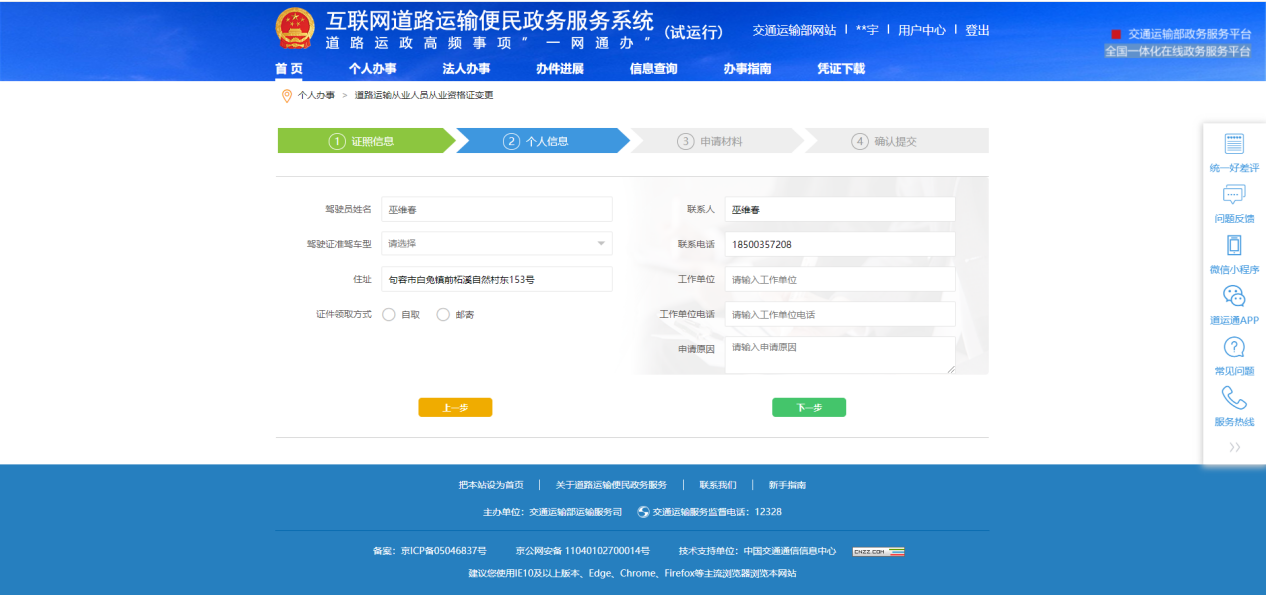 互联网道路运输便民政务服务系统 (试运行)
道路运政高频事项“一网通办”
交通运输部网站 | **宇 | 用户中心 | 登出
交通运输部政务服务平台
全国一体化在线政务服务平台
首页 个人办事 法人办事 办件进展 信息查询 办事指南 凭证下载
个人办事 > 道路运输从业人员从业资格证变更
1 证照信息 2 个人信息 3 申请材料 4 确认提交
驾驶员姓名 巫维春 联系人 巫维春
驾驶证准驾车型 请选择 联系电话 18500357208
住址 句容市白兔镇前柘溪自然村东153号 工作单位 请输入工作单位
证件领取方式 自取 邮寄 工作单位电话 请输入工作单位电话
申请原因 请输入申请原因
上一步 下一步
统一好差评
问题反馈
微信小程序
道运通APP
常见问题
服务热线
把本站设为首页 | 关于道路运输便民政务服务 | 联系我们 | 新手指南
主办单位：交通运输部运输服务司 交通运输服务监督电话：12328
备案：京ICP备05046837号 京公网安备 11040102700014号 技术支持单位：中国交通通信信息中心 CNZZ.COM
建议您使用IE10及以上版本、Edge、Chrome、Firefox等主流浏览器浏览本网站